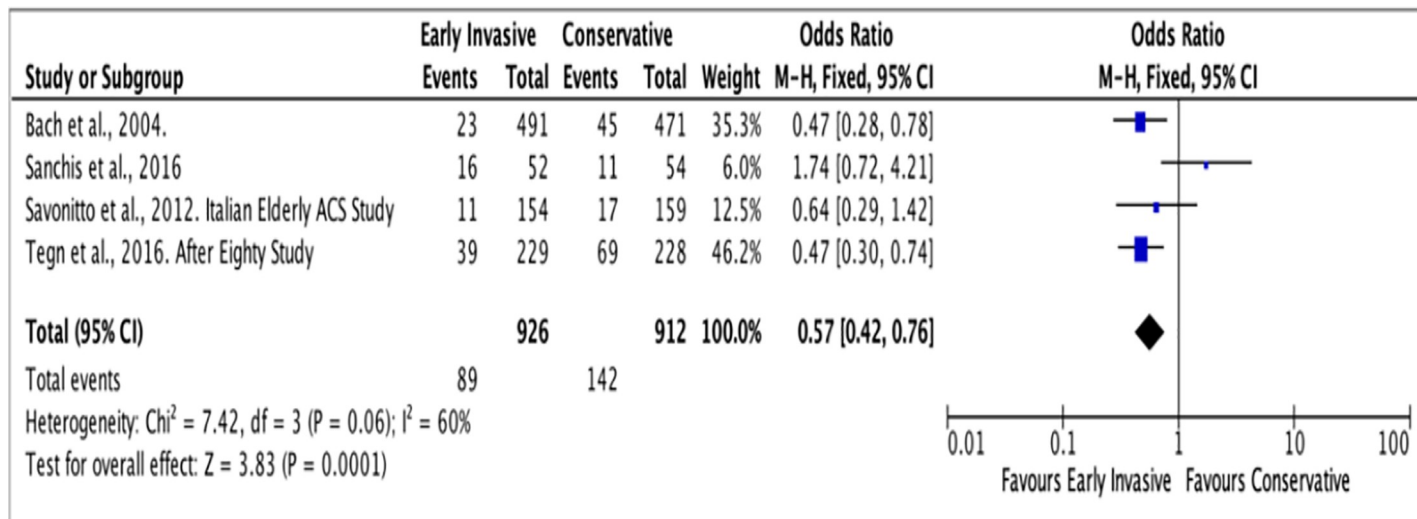 Early Invasive Conservative Odds Ratio Odds Ratio
Study or Subgroup Events Total Events Total Weight M-H, Fixed, 95% CI M-H, Fixed, 95% CI
Bach et al., 2004. 23 491 45 471 35.3% 0.47 [0.28, 0.78]
Sanchis et al., 2016 16 52 11 54 6.0% 1.74 [0.72, 4.21]
Savonitto et al., 2012. Italian Elderly ACS Study 11 154 17 159 12.5% 0.64 [0.29, 1.42]
Tegn et al., 2016. After Eighty Study 39 229 69 228 46.2% 0.47 [0.30, 0.74]
Total (95% CI) 926 912 100.0% 0.57 [0.42, 0.76]
Total events 89 142
Heterogeneity: Chi² = 7.42, df = 3 (P = 0.06); I² = 60%
Test for overall effect: Z = 3.83 (P = 0.0001)
0.01 0.1 1 10 100
Favours Early Invasive Favours Conservative